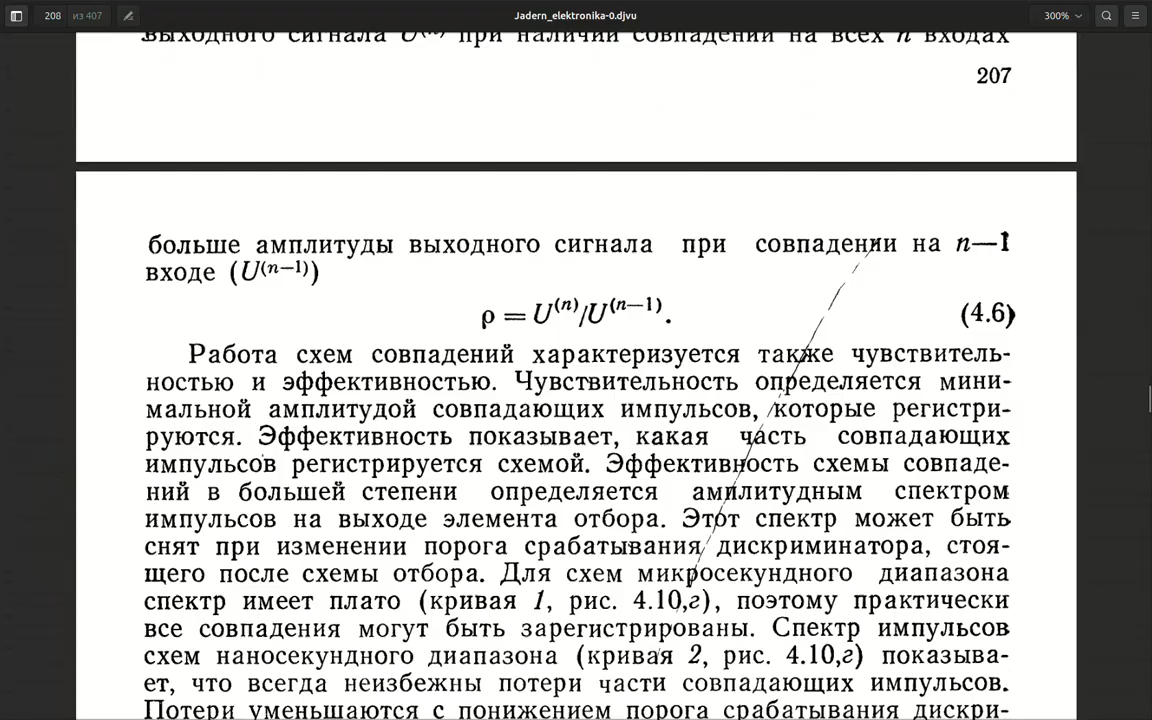 208 из 407
Jadern_elektronika-0.djvu
300%
выходного сигнала U(n) при наличии совпадений на всех n входах
207
больше амплитуды выходного сигнала при совпадении на n—1
входе (U(n—1))
ρ = U(n)/U(n—1). (4.6)
Работа схем совпадений характеризуется также чувствитель-
ностью и эффективностью. Чувствительность определяется мини-
мальной амплитудой совпадающих импульсов, которые регистри-
руются. Эффективность показывает, какая часть совпадающих
импульсов регистрируется схемой. Эффективность схемы совпаде-
ний в большей степени определяется амплитудным спектром
импульсов на выходе элемента отбора. Этот спектр может быть
снят при изменении порога срабатывания дискриминатора, стоя-
щего после схемы отбора. Для схем микросекундного диапазона
спектр имеет плато (кривая 1, рис. 4.10,г), поэтому практически
все совпадения могут быть зарегистрированы. Спектр импульсов
схем наносекундного диапазона (кривая 2, рис. 4.10,г) показыва-
ет, что всегда неизбежны потери части совпадающих импульсов.
Потери уменьшаются с понижением порога срабатывания дискри-